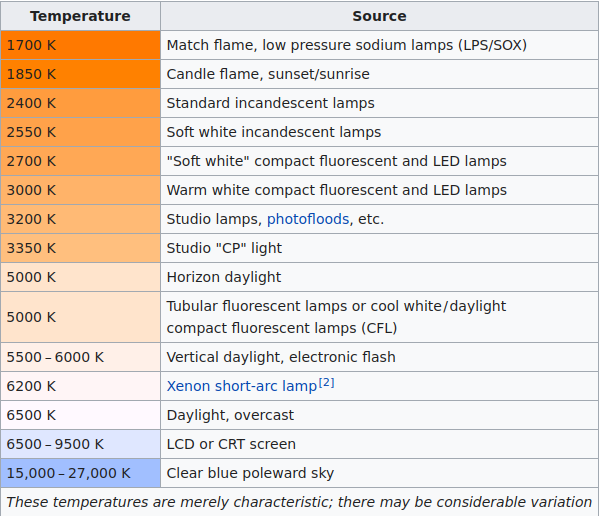 Temperature Source
1700 K Match flame, low pressure sodium lamps (LPS/SOX)
1850 K Candle flame, sunset/sunrise
2400 K Standard incandescent lamps
2550 K Soft white incandescent lamps
2700 K "Soft white" compact fluorescent and LED lamps
3000 K Warm white compact fluorescent and LED lamps
3200 K Studio lamps, photofloods, etc.
3350 K Studio "CP" light
5000 K Horizon daylight
5000 K Tubular fluorescent lamps or cool white/daylight
compact fluorescent lamps (CFL)
5500 – 6000 K Vertical daylight, electronic flash
6200 K Xenon short-arc lamp[2]
6500 K Daylight, overcast
6500 – 9500 K LCD or CRT screen
15,000 – 27,000 K Clear blue poleward sky
These temperatures are merely characteristic; there may be considerable variation